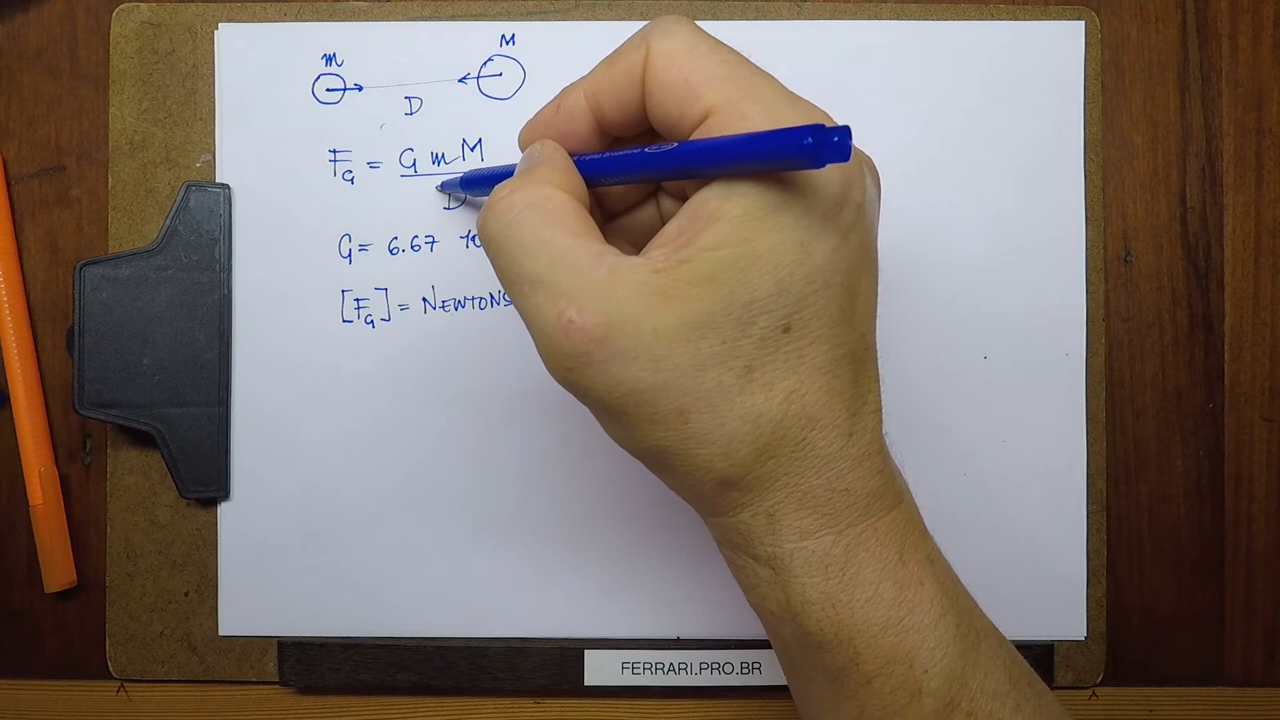 m M
D
F_G = G m M
D
G = 6.67
[F_G] = NEWTONS
FERRARI.PRO.BR